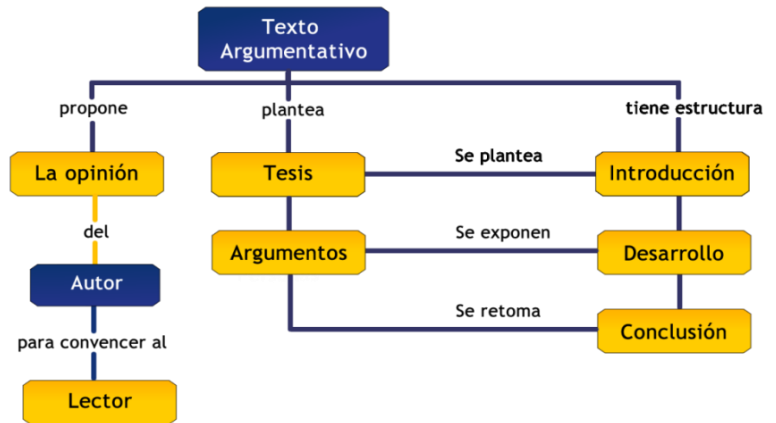 Texto
Argumentativo
propone
plantea
tiene estructura
La opinión
Tesis
Se plantea
Introducción
del
Argumentos
Se exponen
Desarrollo
Autor
Se retoma
Conclusión
para convencer al
Lector